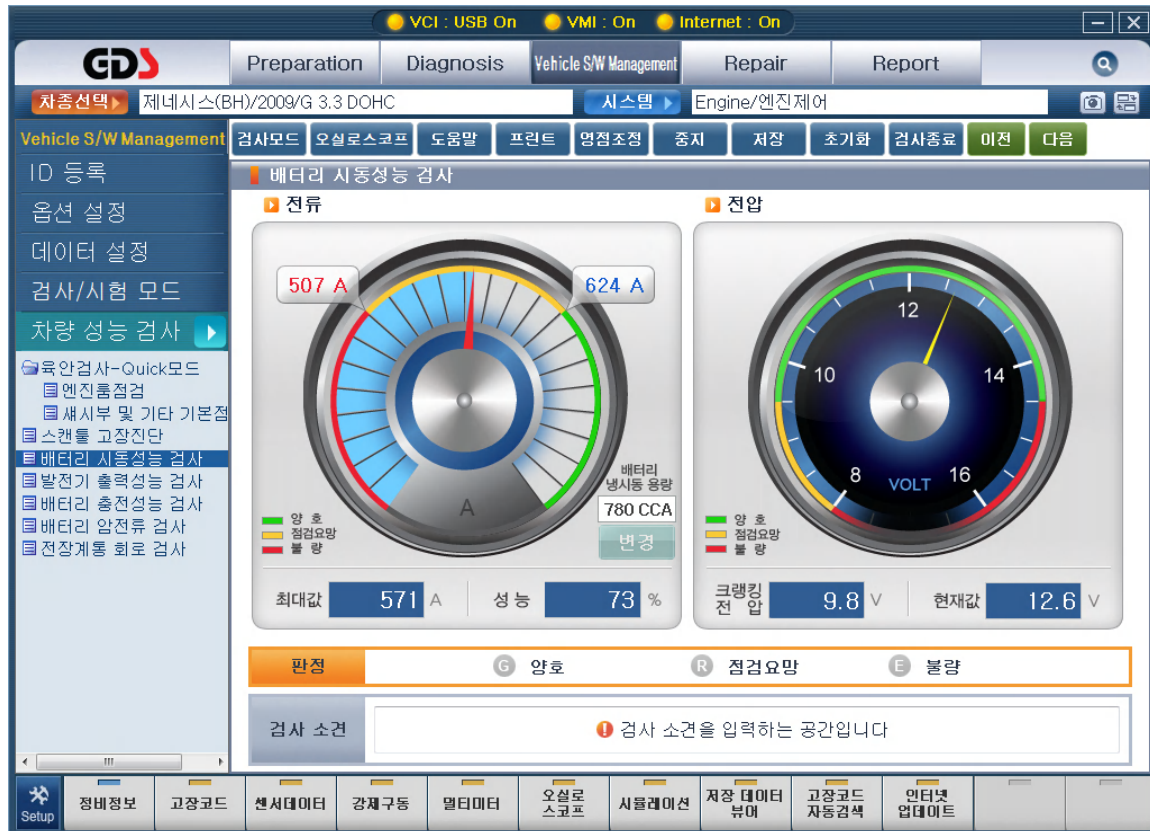 VCI : USB On VMI : On Internet : On
GDS
Preparation Diagnosis Vehicle S/W Management Repair Report
차종선택 제네시스(BH)/2009/G 3.3 DOHC 시스템 Engine/엔진제어
Vehicle S/W Management
검사모드 오실로스코프 도움말 프린트 영점조정 중지 저장 초기화 검사종료 이전 다음
ID 등록
옵션 설정
데이터 설정
검사/시험 모드
차량 성능 검사
육안검사-Quick모드
엔진룸점검
섀시부 및 기타 기본점
스캔툴 고장진단
배터리 시동성능 검사
발전기 출력성능 검사
배터리 충전성능 검사
배터리 암전류 검사
전장계통 회로 검사
배터리 시동성능 검사
전류
507 A
624 A
A
배터리
냉시동 용량
780 CCA
변경
양 호
점검요망
불 량
최대값 571 A 성 능 73 %
전압
12
10
14
8
16
VOLT
양 호
점검요망
불 량
크랭킹
전 압
9.8 V 현재값 12.6 V
판정 G 양호 R 점검요망 E 불량
검사 소견 검사 소견을 입력하는 공간입니다
Setup
정비정보
고장코드
센서데이터
강제구동
멀티미터
오실로
스코프
시뮬레이션
저장 데이터
뷰어
고장코드
자동검색
인터넷
업데이트